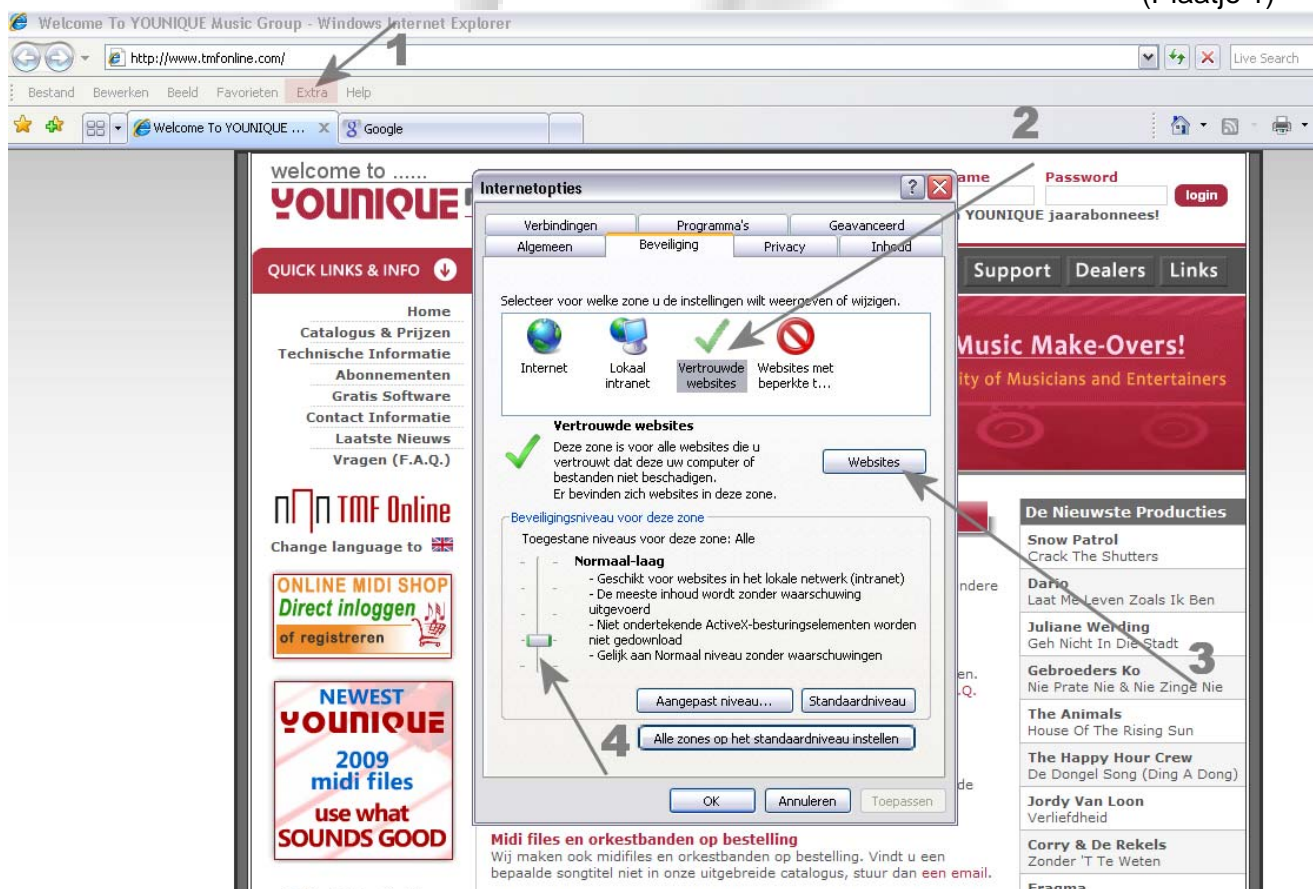 (Plaatje 1)
Welcome To YOUNIQUE Music Group - Windows Internet Explorer
1
http://www.tmfonline.com/
Live Search
Bestand Bewerken Beeld Favorieten Extra Help
Welcome To YOUNIQUE ... X
Google
2
welcome to ......
YOUNIQUE
Password
login
YOUNIQUE jaarabonnees!
QUICK LINKS & INFO
Support Dealers Links
Home
Catalogus & Prijzen
Technische Informatie
Abonnementen
Gratis Software
Contact Informatie
Laatste Nieuws
Vragen (F.A.Q.)
TMF Online
Change language to
ONLINE MIDI SHOP
Direct inloggen
of registreren
NEWEST
YOUNIQUE
2009
midi files
use what
SOUNDS GOOD
Internetopties
Verbindingen Programma's Geavanceerd
Algemeen Beveiliging Privacy Inhoud
Selecteer voor welke zone u de instellingen wilt weergeven of wijzigen.
Internet
Lokaal
intranet
Vertrouwde
websites
Websites met
beperkte t...
Vertrouwde websites
Deze zone is voor alle websites die u
vertrouwt dat deze uw computer of
bestanden niet beschadigen.
Er bevinden zich websites in deze zone.
Websites
Beveiligingsniveau voor deze zone
Toegestane niveaus voor deze zone: Alle
Normaal-laag
- Geschikt voor websites in het lokale netwerk (intranet)
- De meeste inhoud wordt zonder waarschuwing
uitgevoerd
- Niet ondertekende ActiveX-besturingselementen worden
niet gedownload
- Gelijk aan Normaal niveau zonder waarschuwingen
Aangepast niveau... Standaardniveau
4
Alle zones op het standaardniveau instellen
OK Annuleren Toepassen
Music Make-Overs!
ity of Musicians and Entertainers
ndere
en.
.Q.
de
De Nieuwste Producties
Snow Patrol
Crack The Shutters
Dario
Laat Me Leven Zoals Ik Ben
Juliane Werding
Geh Nicht In Die Stadt
3
Gebroeders Ko
Nie Prate Nie & Nie Zinge Nie
The Animals
House Of The Rising Sun
The Happy Hour Crew
De Dongel Song (Ding A Dong)
Jordy Van Loon
Verliefdheid
Corry & De Rekels
Zonder 'T Te Weten
Midi files en orkestbanden op bestelling
Wij maken ook midifiles en orkestbanden op bestelling. Vindt u een
bepaalde songtitel niet in onze uitgebreide catalogus, stuur dan een email.